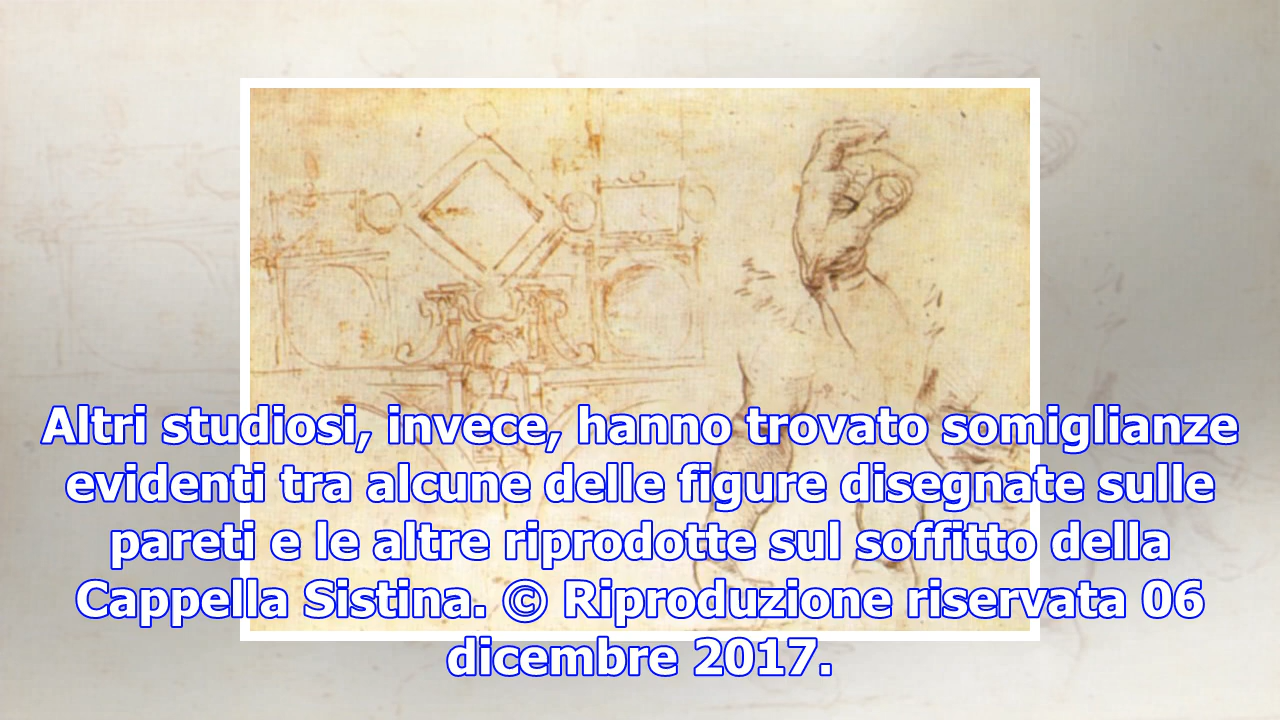 Altri studiosi, invece, hanno trovato somiglianze
evidenti tra alcune delle figure disegnate sulle
pareti e le altre riprodotte sul soffitto della
Cappella Sistina. © Riproduzione riservata 06
dicembre 2017.